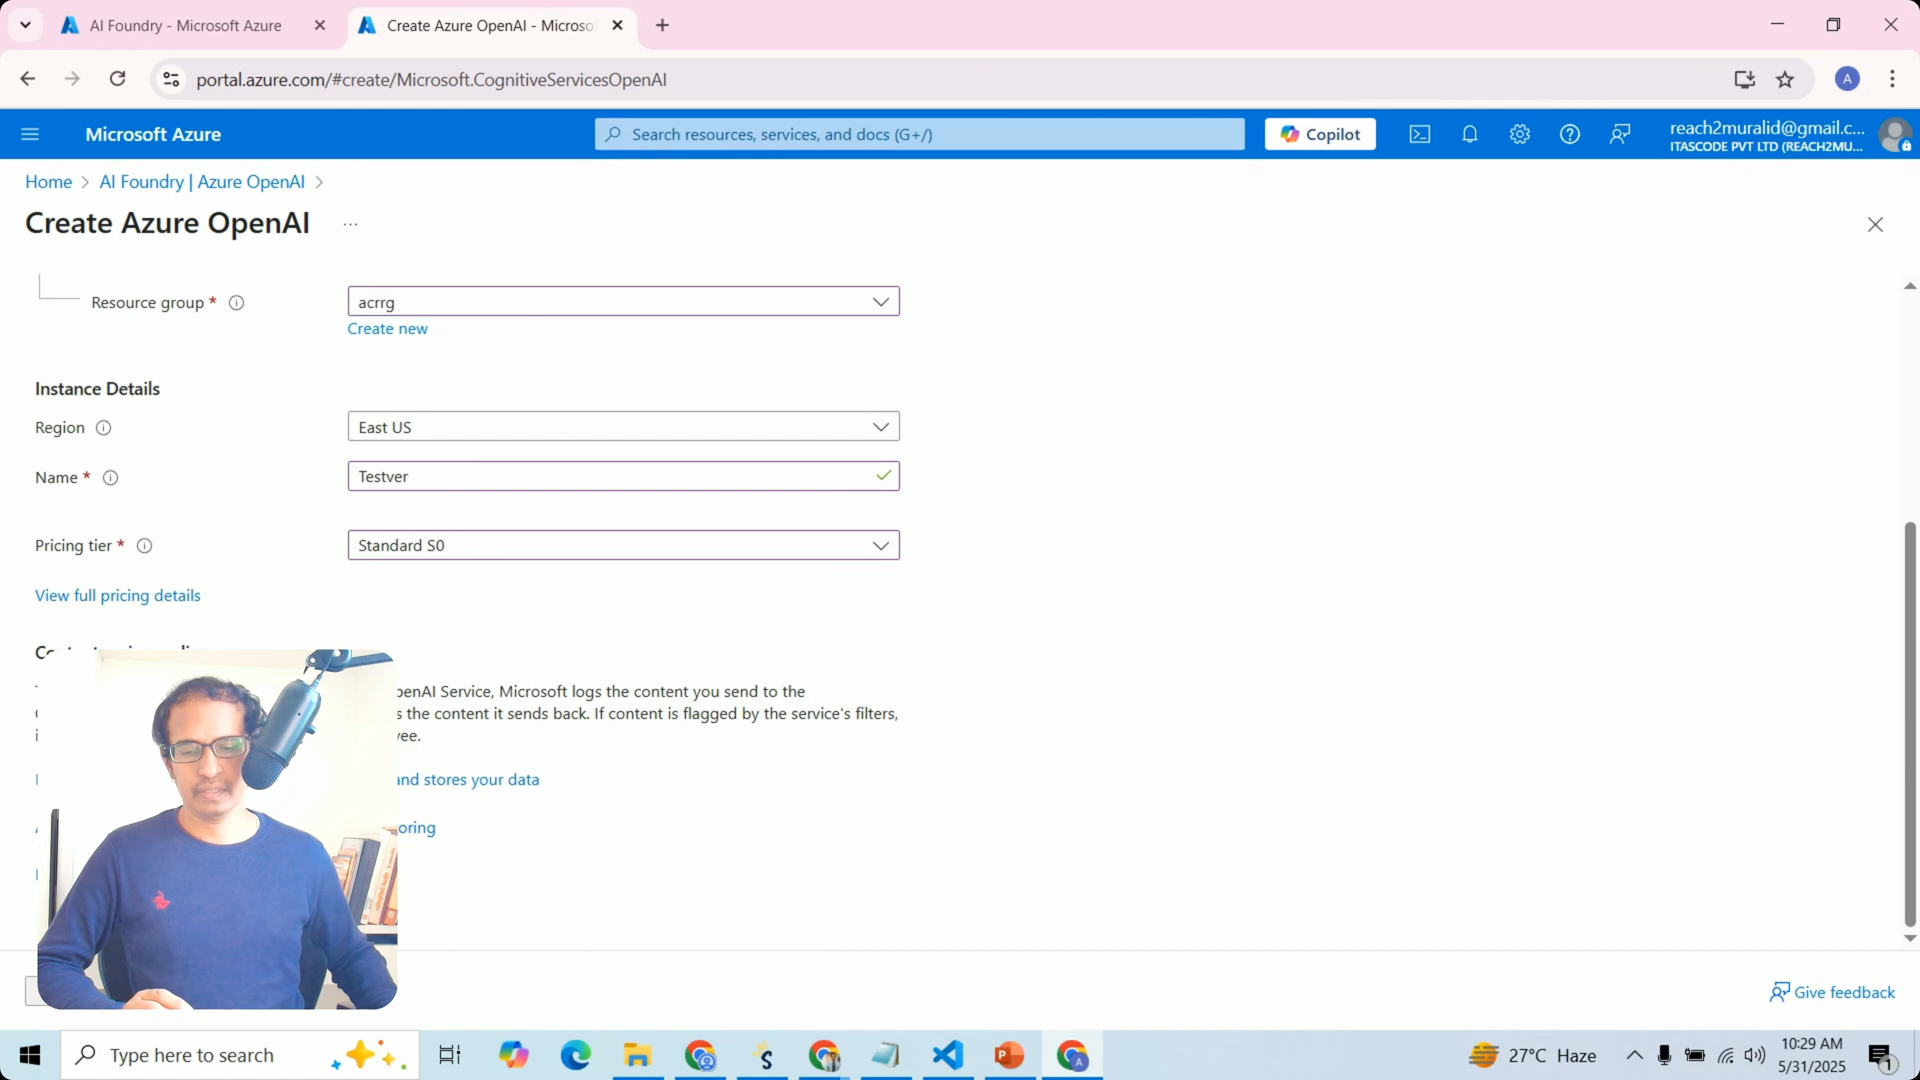 AI Foundry - Microsoft Azure
Create Azure OpenAI - Microso
portal.azure.com/#create/Microsoft.CognitiveServicesOpenAI
A
Microsoft Azure
Search resources, services, and docs (G+/)
Copilot
reach2muralid@gmail.c...
ITASCODE PVT LTD (REACH2MU...
Home > AI Foundry | Azure OpenAI >
Create Azure OpenAI
...
Resource group *
acrrg
Create new
Instance Details
Region
East US
Name *
Testver
Pricing tier *
Standard S0
View full pricing details
OpenAI Service, Microsoft logs the content you send to the
the content it sends back. If content is flagged by the service's filters,
and stores your data
Give feedback
Type here to search
27°C Haze
10:29 AM
5/31/2025
1